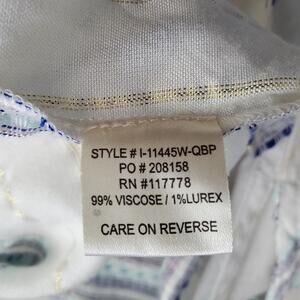 STYLE # I-11445W-QBP
PO # 208158
RN #117778
99% VISCOSE / 1%LUREX
CARE ON REVERSE